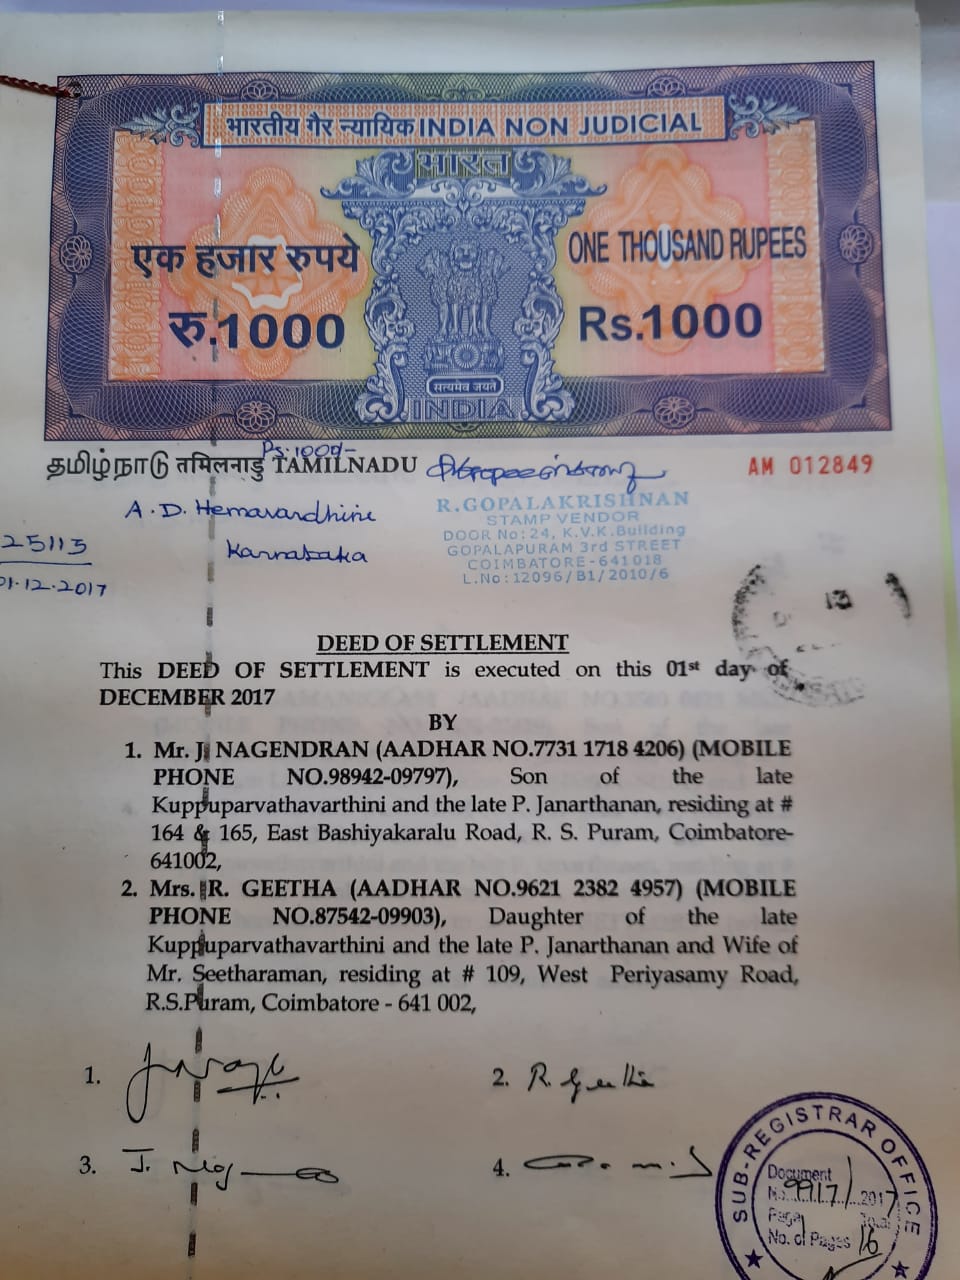 भारतीय गैर न्यायिक INDIA NON JUDICIAL
भारत
एक हजार रुपये
ONE THOUSAND RUPEES
रु.1000
Rs.1000
सत्यमेव जयते
INDIA
Rs.1000/-
தமிழ்நாடு तमिलनाडु TAMILNADU
AM 012849
A.D. Hemavardhini
Karnataka
25113
01.12.2017
R.GOPALAKRISHNAN
STAMP VENDOR
DOOR No: 24, K.V.K.Building
GOPALAPURAM 3rd STREET
COIMBATORE-641018
L.No: 12096/B1/2010/6
13
DEED OF SETTLEMENT
This DEED OF SETTLEMENT is executed on this 01st day of
DECEMBER 2017
BY
1. Mr. J. NAGENDRAN (AADHAR NO.7731 1718 4206) (MOBILE
PHONE NO.98942-09797), Son of the late
Kuppuparvathavarthini and the late P. Janarthanan, residing at #
164 & 165, East Bashiyakaralu Road, R. S. Puram, Coimbatore-
641002,
2. Mrs. R. GEETHA (AADHAR NO.9621 2382 4957) (MOBILE
PHONE NO.87542-09903), Daughter of the late
Kuppuparvathavarthini and the late P. Janarthanan and Wife of
Mr. Seetharaman, residing at # 109, West Periyasamy Road,
R.S.Puram, Coimbatore - 641 002,
1.
2. R. Geetha
3. J.
4.
SUB-REGISTRAR OFFICE
Document
No. 9917/2017
Page 1
No. of Pages 16